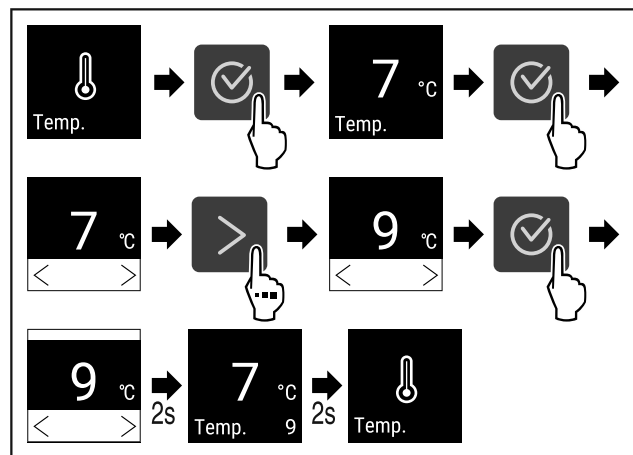 Temp.
7 °C
Temp.
7 °C
< >
>
9 °C
< >
9 °C
< >
2s
7 °C
Temp. 9
2s
Temp.